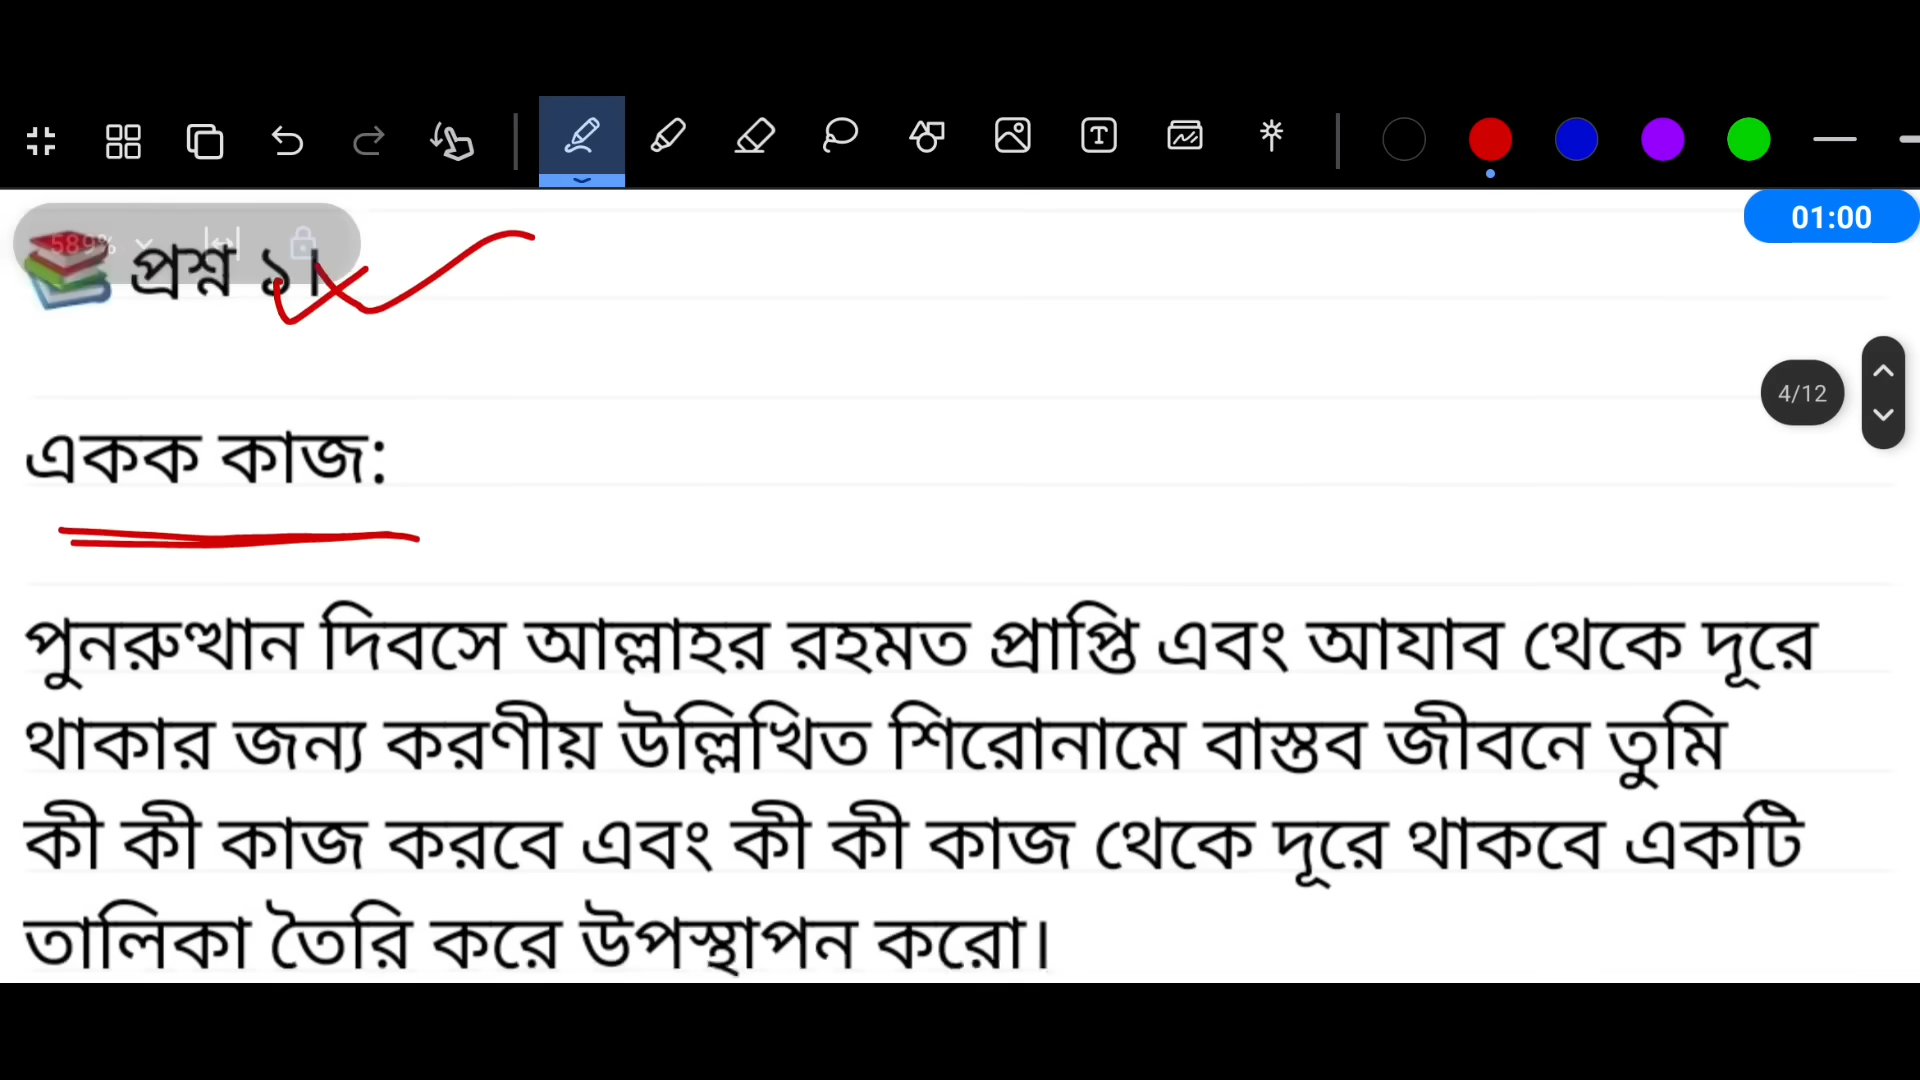 01:00
589%
প্রশ্ন ১।
4/12
একক কাজ:
পুনরুত্থান দিবসে আল্লাহর রহমত প্রাপ্তি এবং আযাব থেকে দূরে
থাকার জন্য করণীয় উল্লিখিত শিরোনামে বাস্তব জীবনে তুমি
কী কী কাজ করবে এবং কী কী কাজ থেকে দূরে থাকবে একটি
তালিকা তৈরি করে উপস্থাপন করো।